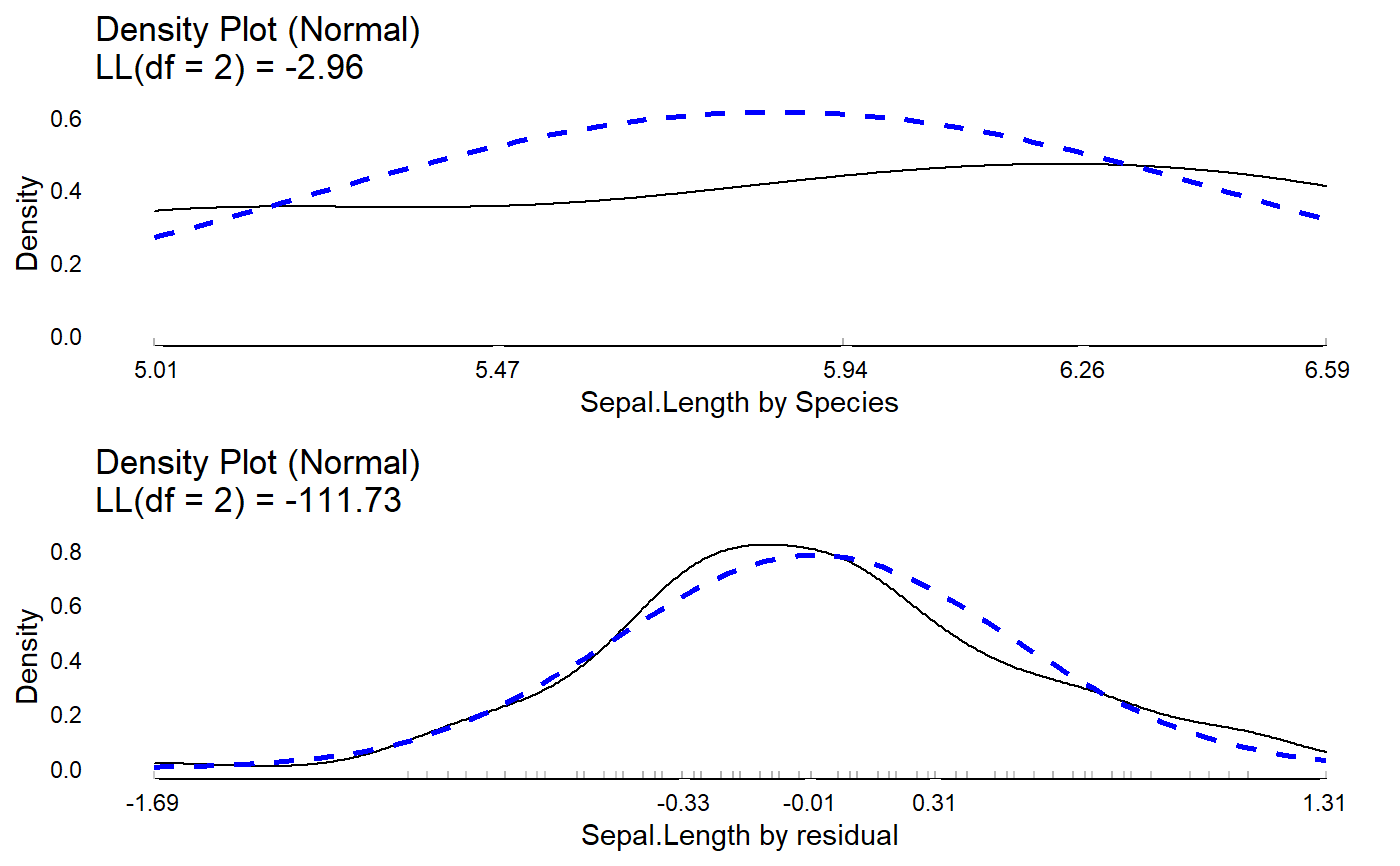 Density Plot (Normal)
LL(df = 2) = -2.96
0.6
0.4
0.2
0.0
Density
5.01 5.47 5.94 6.26 6.59
Sepal.Length by Species
Density Plot (Normal)
LL(df = 2) = -111.73
0.8
0.6
0.4
0.2
0.0
Density
-1.69 -0.33 -0.01 0.31 1.31
Sepal.Length by residual